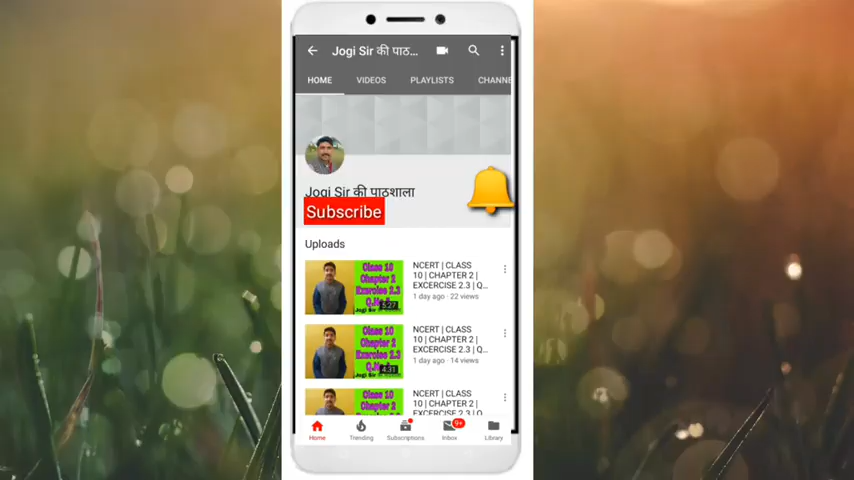 Jogi Sir की पाठ...
HOME VIDEOS PLAYLISTS CHANNE
Jogi Sir की पाठशाला
Subscribe
Uploads
Class 10
Chapter 2
Exercise 2.3
NCERT | CLASS
10 | CHAPTER 2 |
EXCERCISE 2.3 | Q...
1 day ago · 22 views
Class 10
Chapter 2
Exercise 2.3
4:31
NCERT | CLASS
10 | CHAPTER 2 |
EXCERCISE 2.3 | Q...
1 day ago · 14 views
Class 10
Chapter 2
NCERT | CLASS
10 | CHAPTER 2 |
EXCERCISE 2.3 | Q
Home Trending Subscriptions Inbox 9+ Library